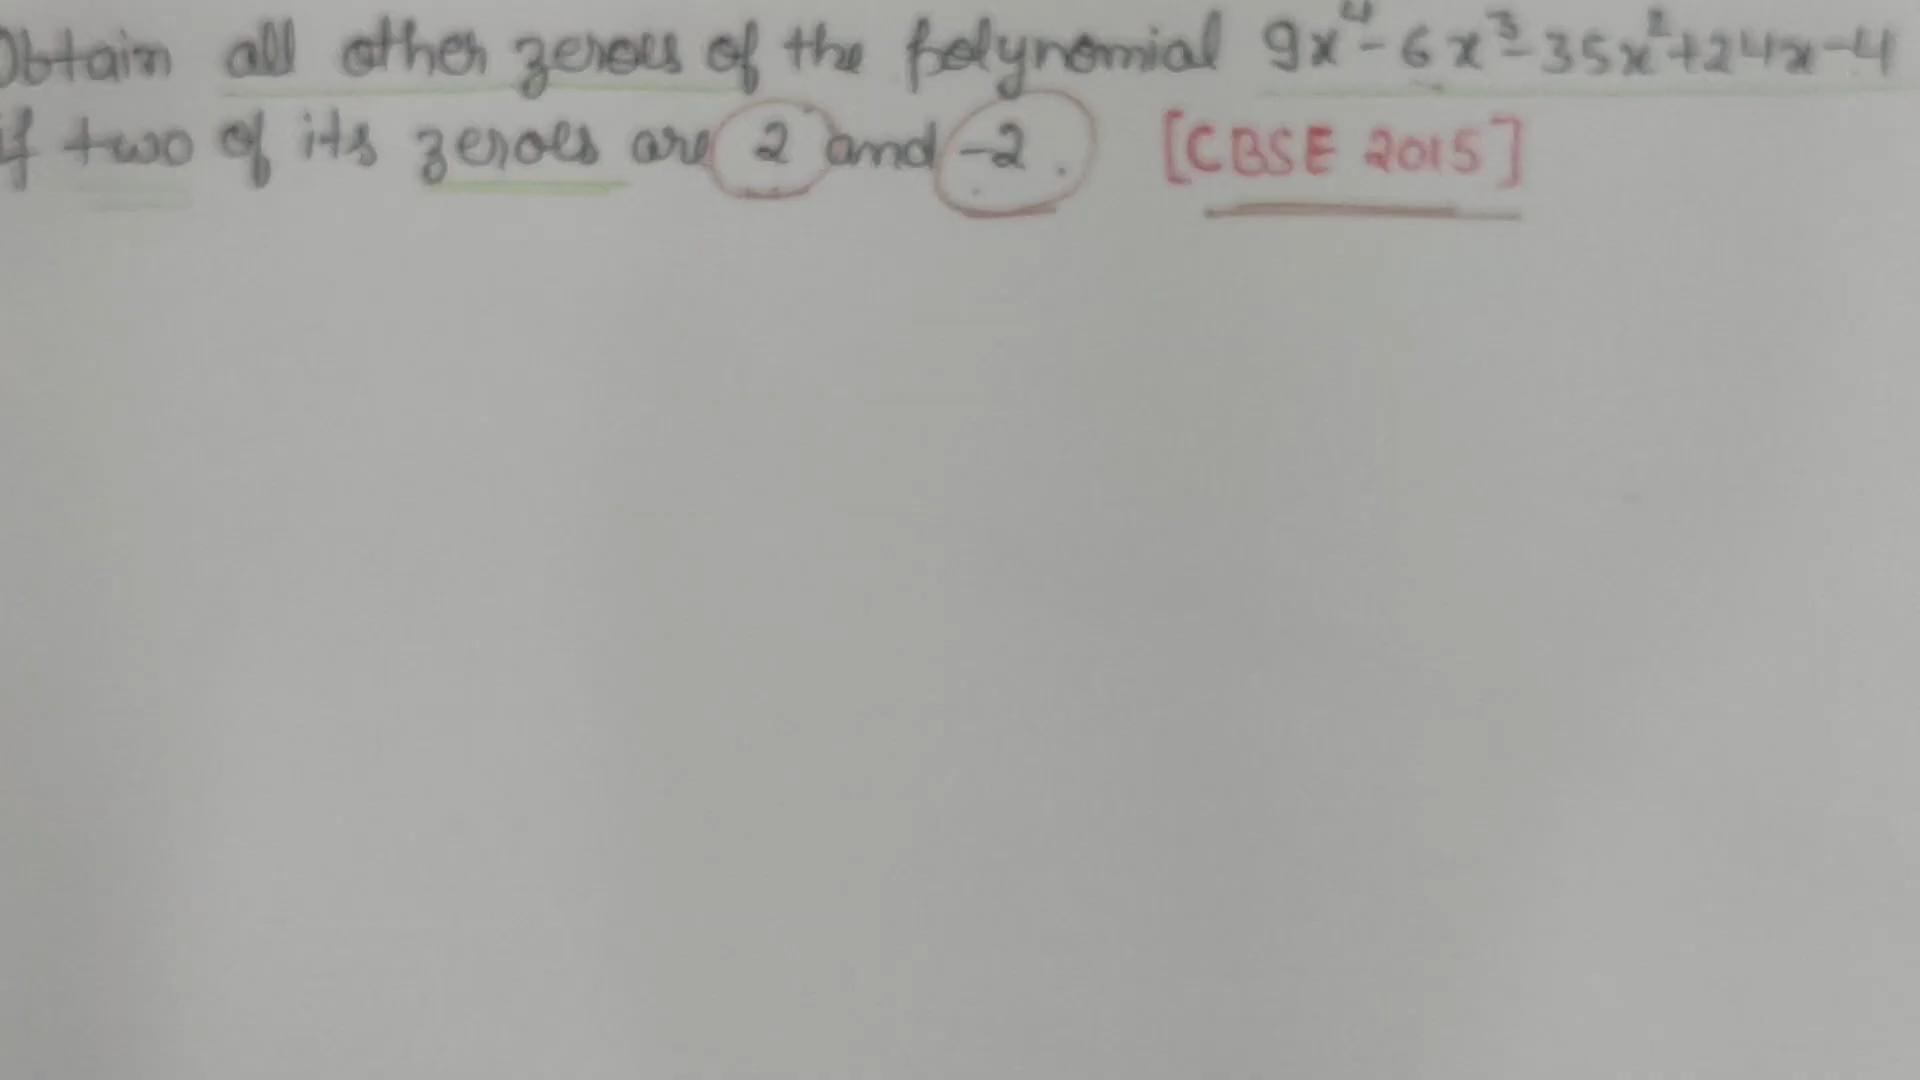 Obtain all other zeroes of the polynomial 9x⁴-6x³-35x²+24x-4
if two of its zeroes are 2 and -2. [CBSE 2015]